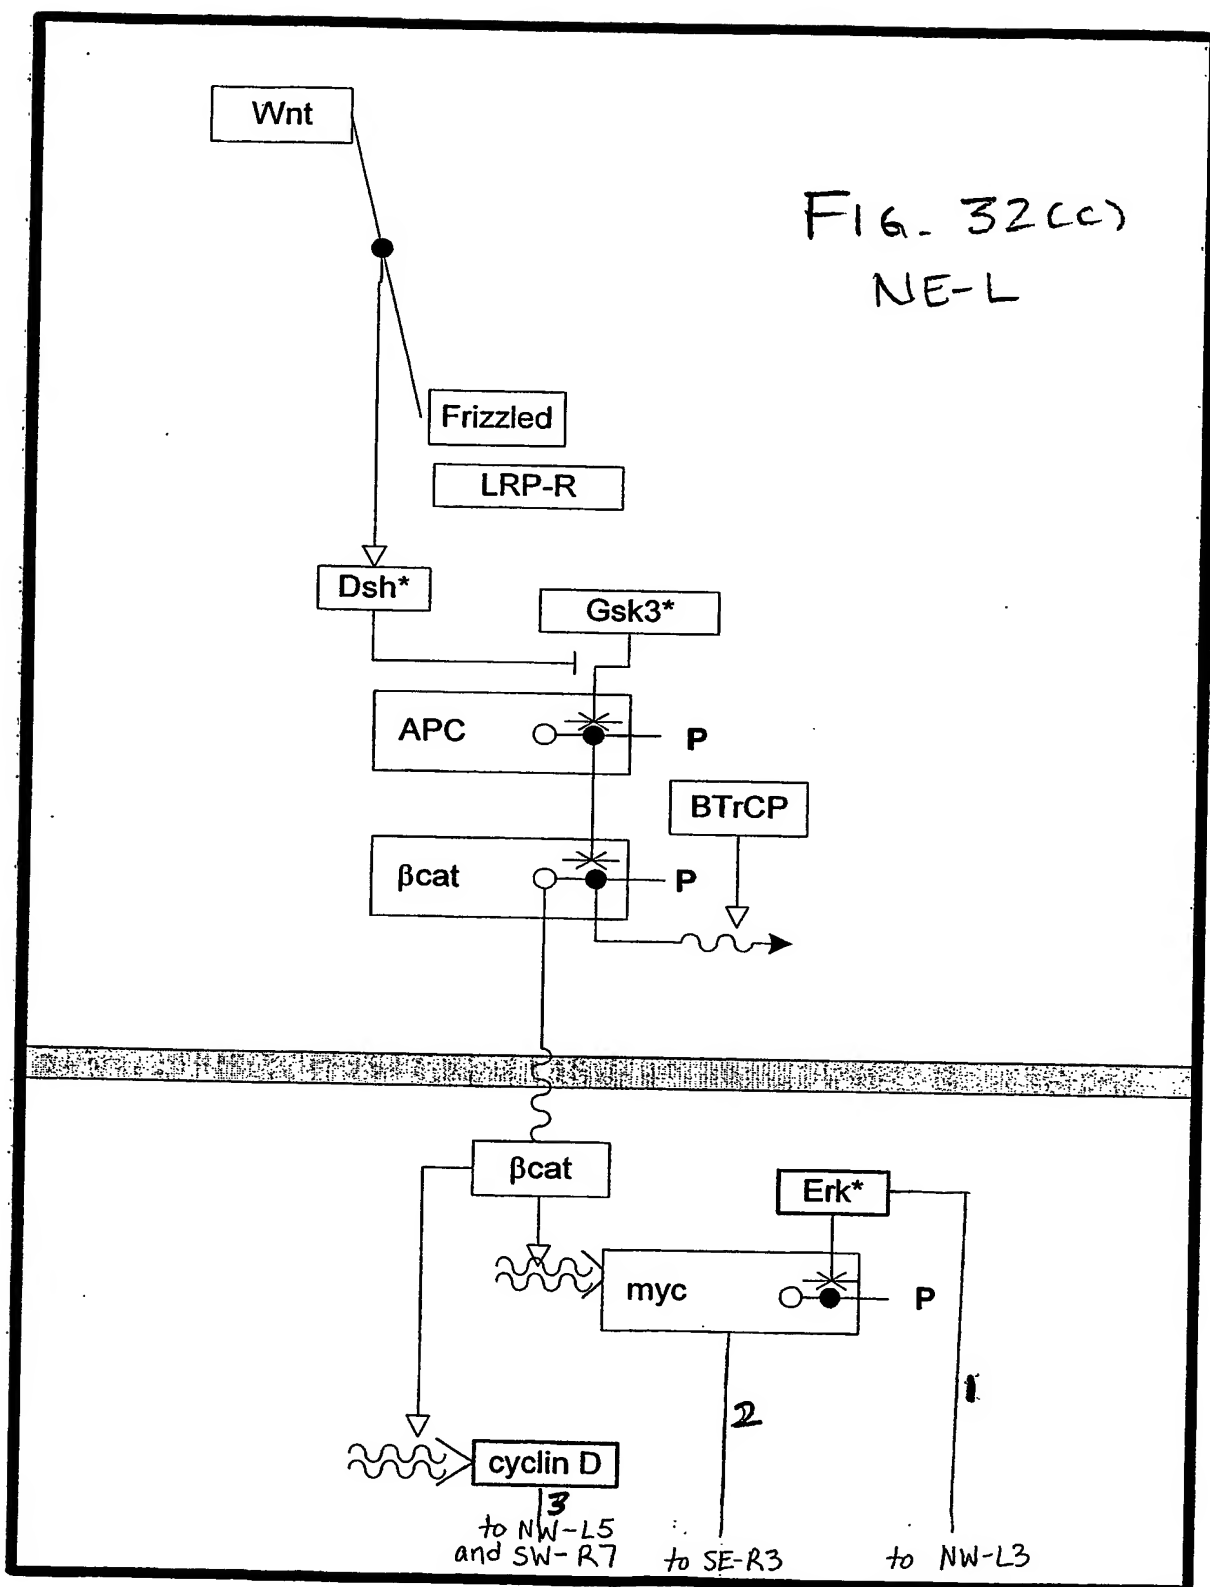 Wnt
FIG. 32(c)
NE-L
Frizzled
LRP-R
Dsh*
Gsk3*
APC
P
BTrCP
βcat
P
βcat
Erk*
myc
P
1
2
cyclin D
3
to NW-L5
and SW-R7
to SE-R3
to NW-L3